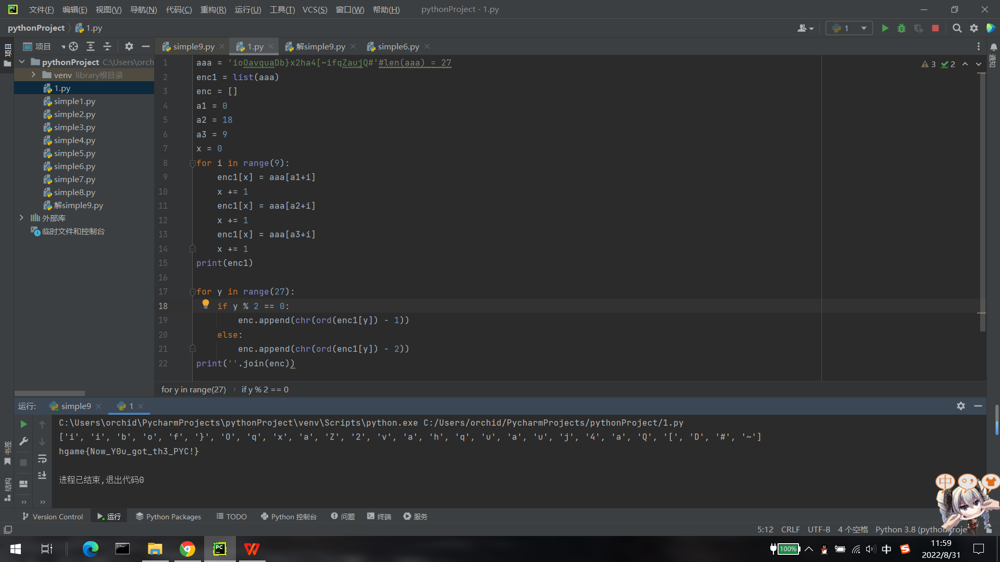 文件(F) 编辑(E) 视图(V) 导航(N) 代码(C) 重构(R) 运行(U) 工具(T) VCS(S) 窗口(W) 帮助(H) pythonProject - 1.py
pythonProject 1.py
1
项目
simple9.py 1.py 解simple9.py simple6.py
项目
通知
pythonProject C:\Users\orch
venv library根目录
1.py
simple1.py
simple2.py
simple3.py
simple4.py
simple5.py
simple6.py
simple7.py
simple8.py
解simple9.py
外部库
临时文件和控制台
3 2
1 aaa = 'ioOavquaDb}x2ha4[~ifqZaujQ#'#len(aaa) = 27
2 enc1 = list(aaa)
3 enc = []
4 a1 = 0
5 a2 = 18
6 a3 = 9
7 x = 0
8 for i in range(9):
9 enc1[x] = aaa[a1+i]
10 x += 1
11 enc1[x] = aaa[a2+i]
12 x += 1
13 enc1[x] = aaa[a3+i]
14 x += 1
15 print(enc1)
16
17 for y in range(27):
18 if y % 2 == 0:
19 enc.append(chr(ord(enc1[y]) - 1))
20 else:
21 enc.append(chr(ord(enc1[y]) - 2))
22 print(''.join(enc))
for y in range(27) › if y % 2 == 0
运行: simple9 1
C:\Users\orchid\PycharmProjects\pythonProject\venv\Scripts\python.exe C:/Users/orchid/PycharmProjects/pythonProject/1.py
['i', 'i', 'b', 'o', 'f', '}', 'O', 'q', 'x', 'a', 'Z', '2', 'v', 'a', 'h', 'q', 'u', 'a', 'u', 'j', '4', 'a', 'Q', '[', 'D', '#', '~']
hgame{Now_Y0u_got_th3_PYC!}
进程已结束,退出代码0
书签
结构
中
Version Control 运行 Python Packages TODO Python 控制台 问题 终端 服务
5:12 CRLF UTF-8 4 个空格 Python 3.8 (pythonProje
100% 中 11:59
2022/8/31